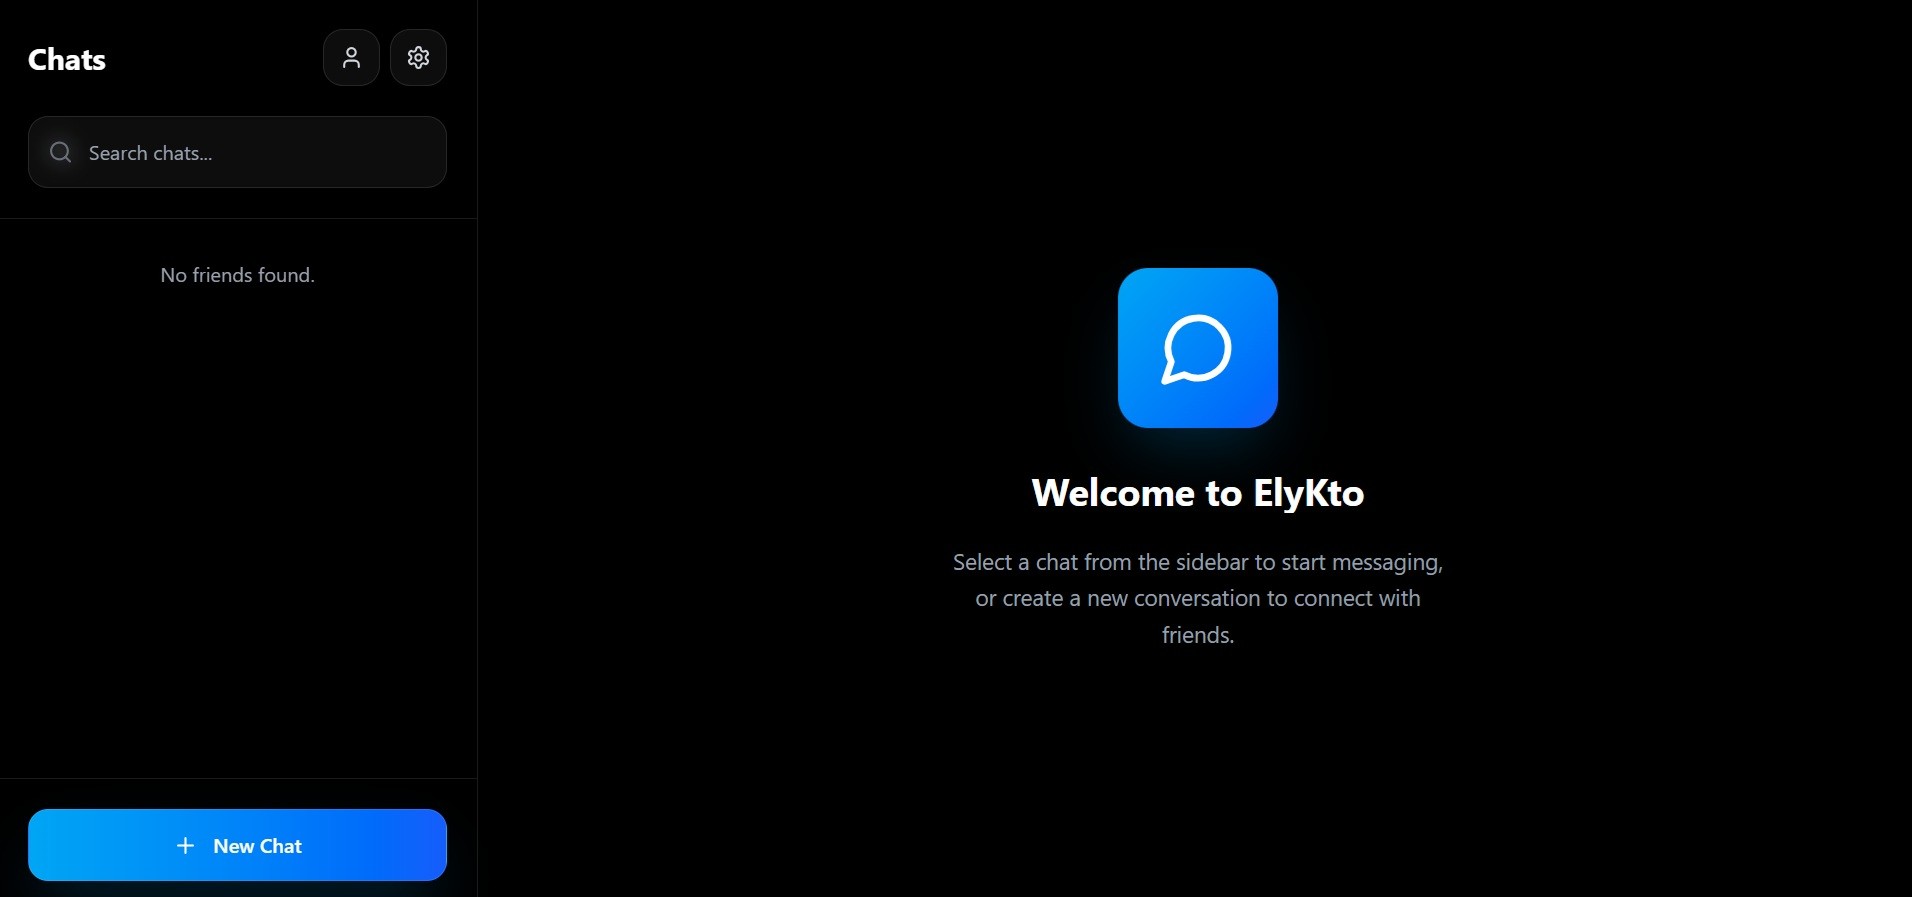 Chats
Search chats...
No friends found.
New Chat
Welcome to ElyKto
Select a chat from the sidebar to start messaging,
or create a new conversation to connect with
friends.